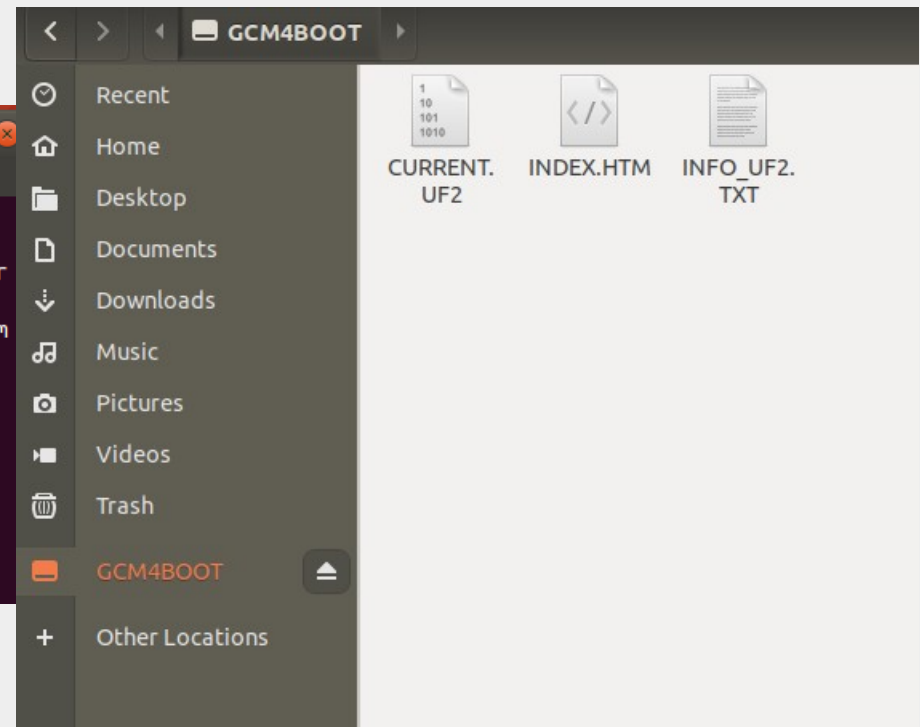 GCM4BOOT
Recent
Home
Desktop
Documents
Downloads
Music
Pictures
Videos
Trash
GCM4BOOT
Other Locations
1
10
101
1010
CURRENT.
UF2
</>
INDEX.HTM
INFO_UF2.
TXT